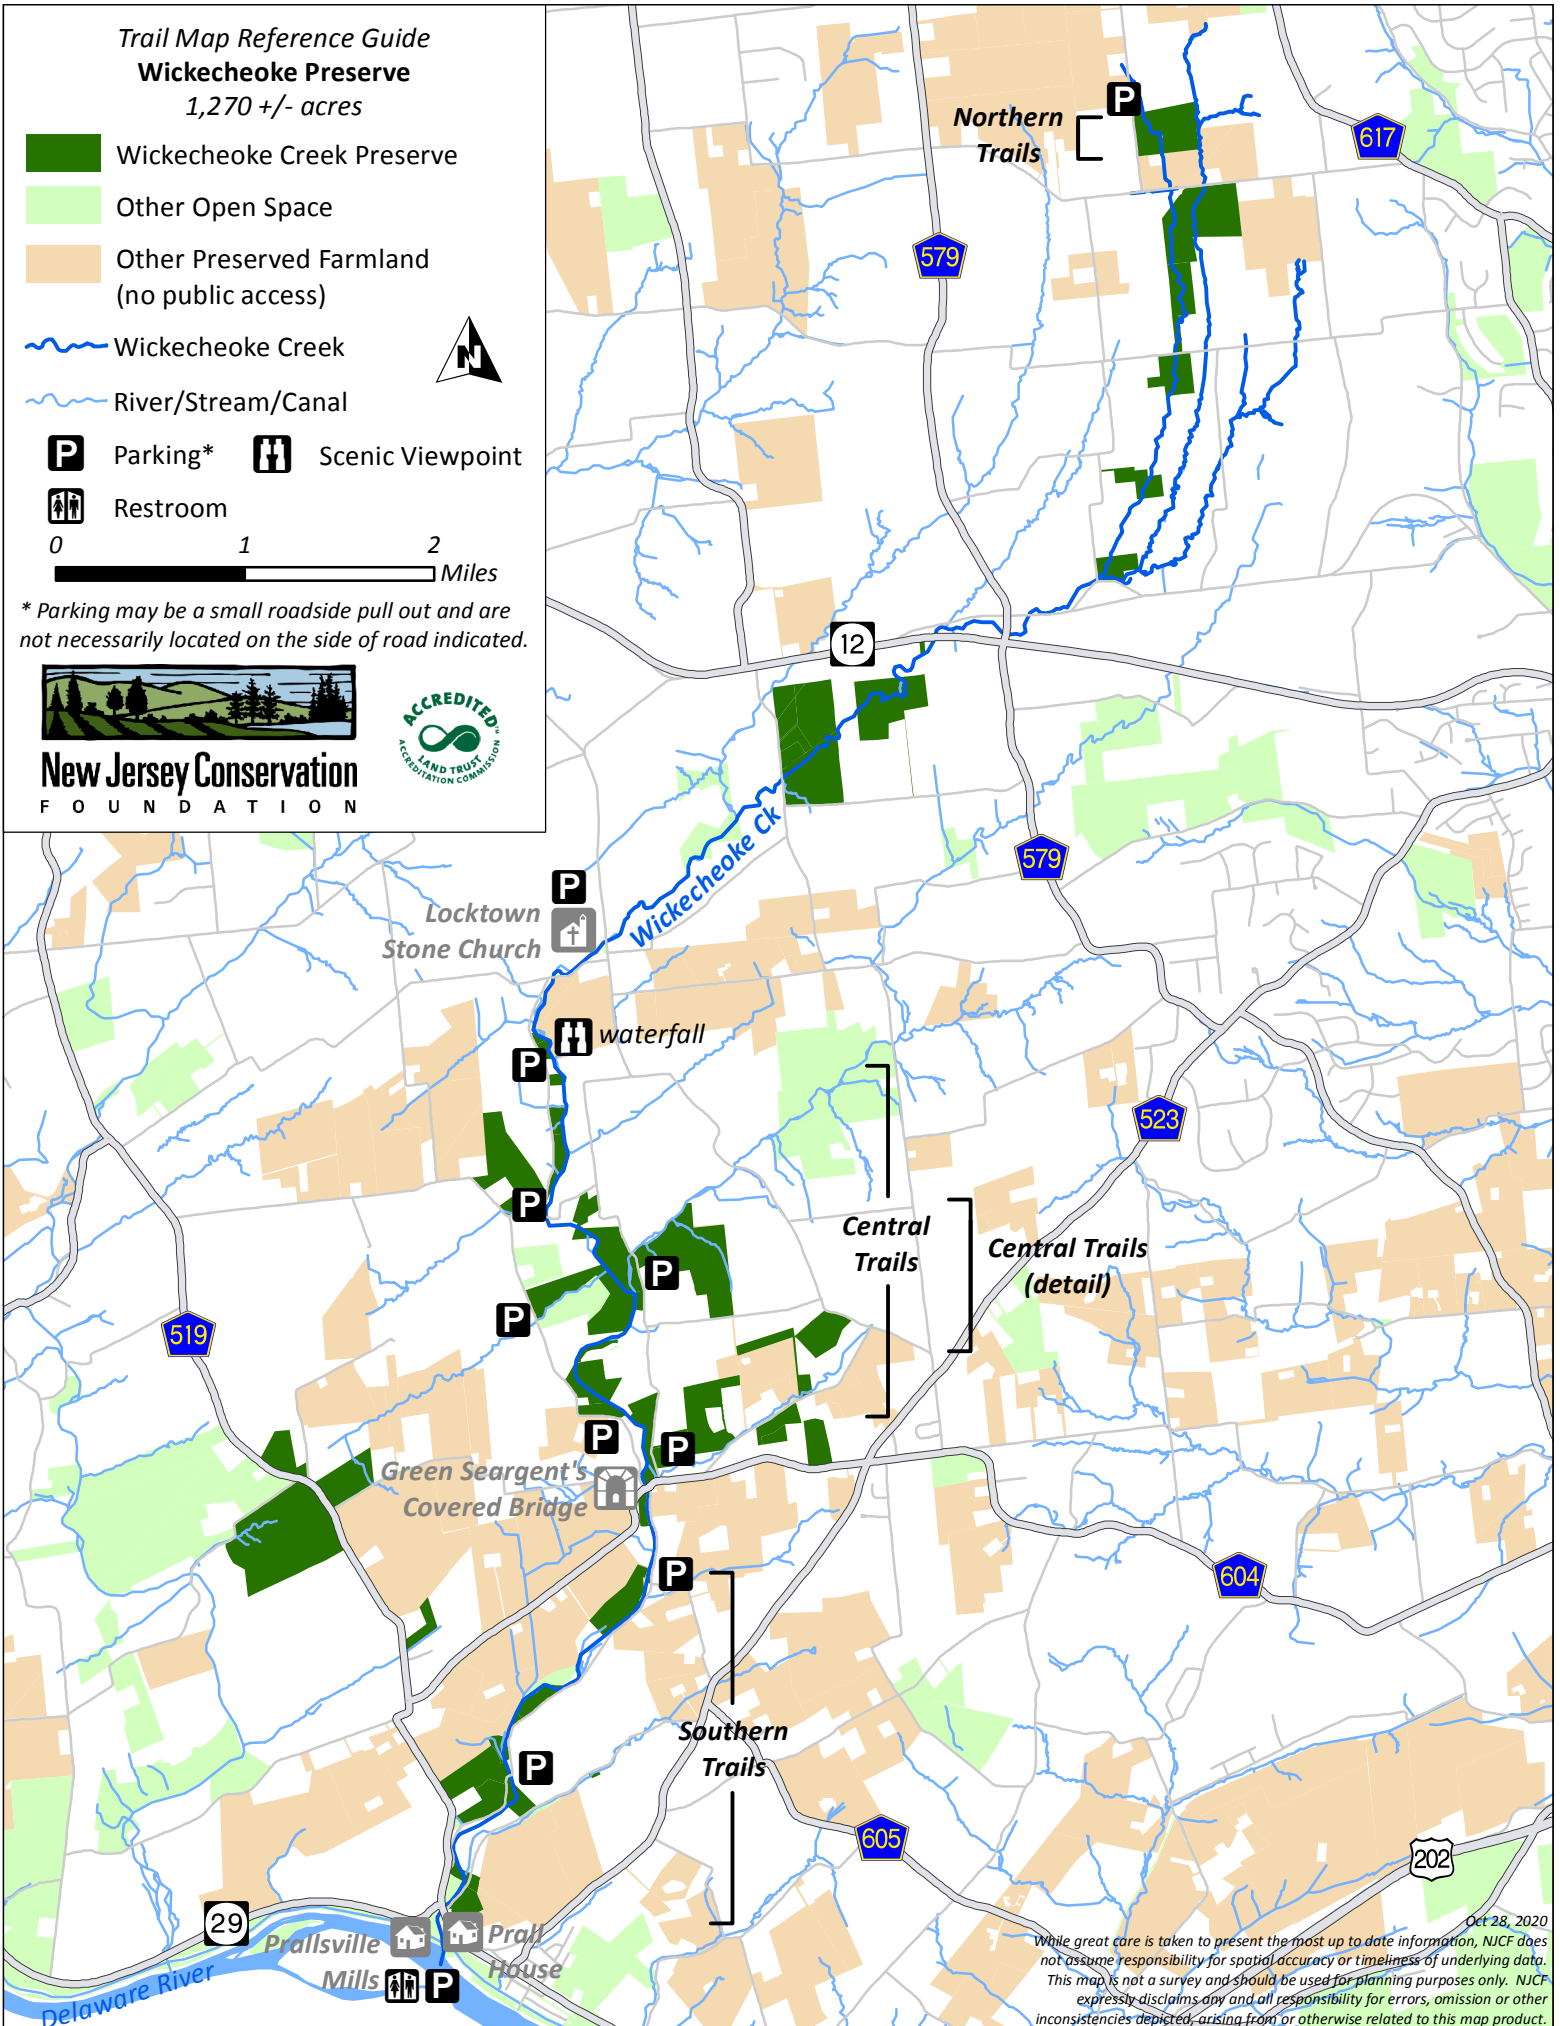 Trail Map Reference Guide
Wickecheoke Preserve
1,270 +/- acres
Wickecheoke Creek Preserve
Other Open Space
Other Preserved Farmland
(no public access)
Wickecheoke Creek
N
River/Stream/Canal
P Parking*
Scenic Viewpoint
Restroom
0 1 2
Miles
* Parking may be a small roadside pull out and are
not necessarily located on the side of road indicated.
New Jersey Conservation
FOUNDATION
ACCREDITED™
LAND TRUST
ACCREDITATION COMMISSION
P
Northern
Trails
617
579
12
Wickecheoke Ck
579
P
Locktown
Stone Church
waterfall
P
523
P
Central
Trails
Central Trails
(detail)
P
P
519
P
P
Green Seargent's
Covered Bridge
P
604
Southern
Trails
P
605
202
29
Prallsville
Mills
Prall
House
P
Delaware River
Oct 28, 2020
While great care is taken to present the most up to date information, NJCF does
not assume responsibility for spatial accuracy or timeliness of underlying data.
This map is not a survey and should be used for planning purposes only. NJCF
expressly disclaims any and all responsibility for errors, omission or other
inconsistencies depicted, arising from or otherwise related to this map product.